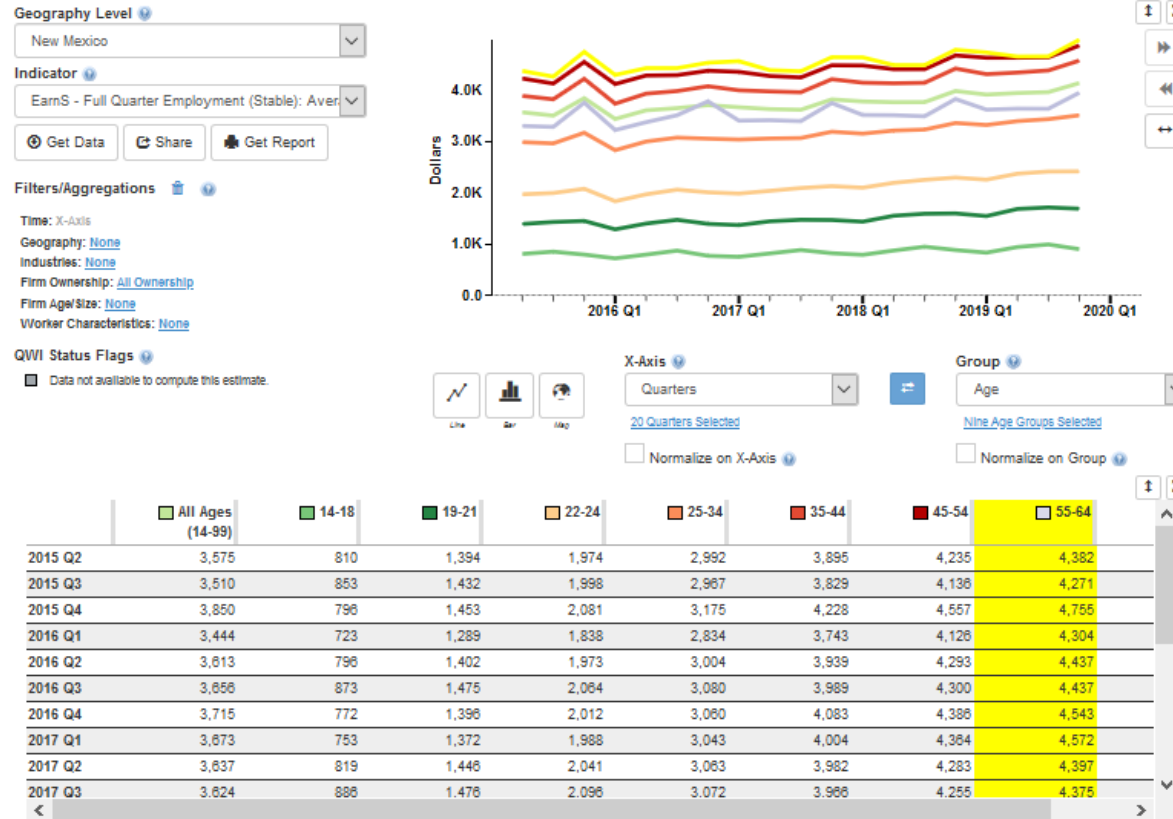 Geography Level
New Mexico
Indicator
EarnS - Full Quarter Employment (Stable): Aver
Get Data Share Get Report
Filters/Aggregations
Time: X-Axis
Geography: None
Industries: None
Firm Ownership: All Ownership
Firm Age/Size: None
Worker Characteristics: None
QWI Status Flags
Data not available to compute this estimate.
Dollars
4.0K
3.0K
2.0K
1.0K
0.0
2016 Q1 2017 Q1 2018 Q1 2019 Q1 2020 Q1
Line Bar Map
X-Axis
Quarters
20 Quarters Selected
Normalize on X-Axis
Group
Age
Nine Age Groups Selected
Normalize on Group
All Ages (14-99) 14-18 19-21 22-24 25-34 35-44 45-54 55-64
2015 Q2 3,575 810 1,394 1,974 2,992 3,895 4,235 4,382
2015 Q3 3,510 853 1,432 1,998 2,967 3,829 4,136 4,271
2015 Q4 3,850 796 1,453 2,081 3,175 4,228 4,557 4,755
2016 Q1 3,444 723 1,289 1,838 2,834 3,743 4,126 4,304
2016 Q2 3,613 796 1,402 1,973 3,004 3,939 4,293 4,437
2016 Q3 3,656 873 1,475 2,064 3,080 3,989 4,300 4,437
2016 Q4 3,715 772 1,396 2,012 3,060 4,083 4,386 4,543
2017 Q1 3,673 753 1,372 1,988 3,043 4,004 4,364 4,572
2017 Q2 3,637 819 1,446 2,041 3,063 3,982 4,283 4,397
2017 Q3 3,624 886 1,476 2,096 3,072 3,966 4,255 4,375